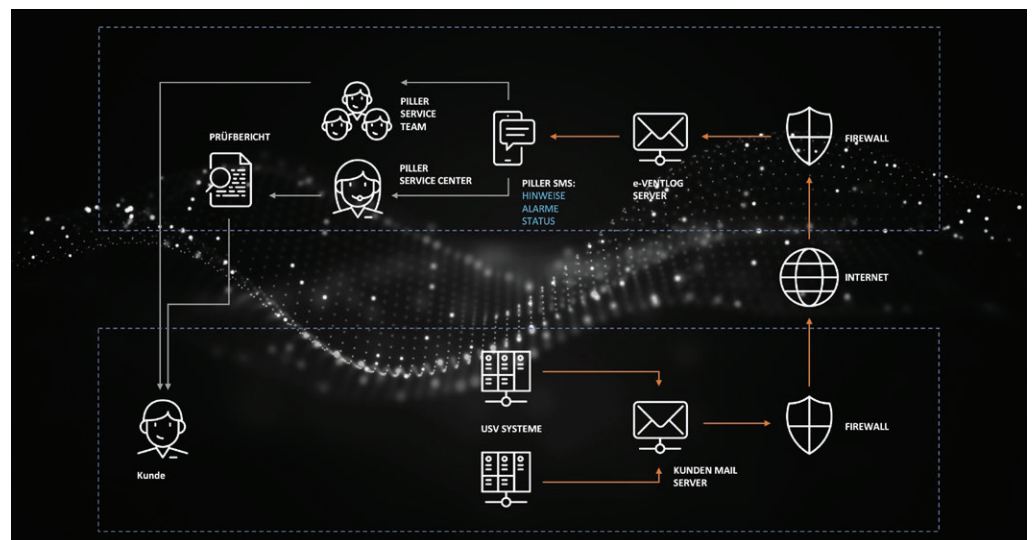 PILLER
SERVICE
TEAM
PRÜFBERICHT
FIREWALL
PILLER
SERVICE CENTER
PILLER SMS:
HINWEISE
ALARME
STATUS
e-VENTLOG
SERVER
INTERNET
USV SYSTEME
FIREWALL
Kunde
KUNDEN MAIL
SERVER